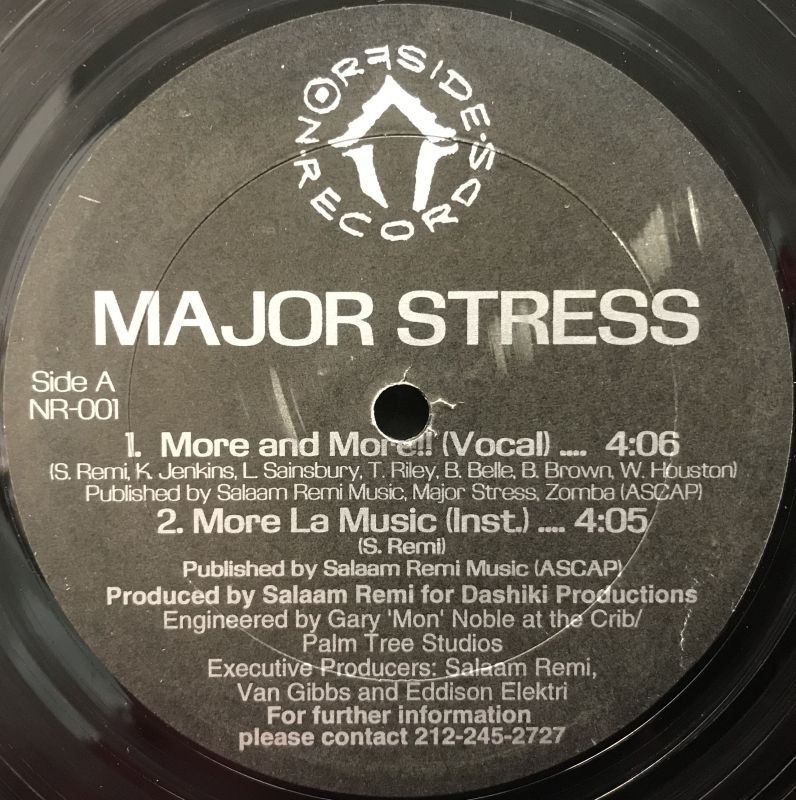 NORFSIDE RECORDS
MAJOR STRESS
Side A
NR-001
1. More and More!! (Vocal) .... 4:06
(S. Remi, K. Jenkins, L. Sainsbury, T. Riley, B. Belle, B. Brown, W. Houston)
Published by Salaam Remi Music, Major Stress, Zomba (ASCAP)
2. More La Music (Inst.) .... 4:05
(S. Remi)
Published by Salaam Remi Music (ASCAP)
Produced by Salaam Remi for Dashiki Productions
Engineered by Gary 'Mon' Noble at the Crib/
Palm Tree Studios
Executive Producers: Salaam Remi,
Van Gibbs and Eddison Elektri
For further information
please contact 212-245-2727